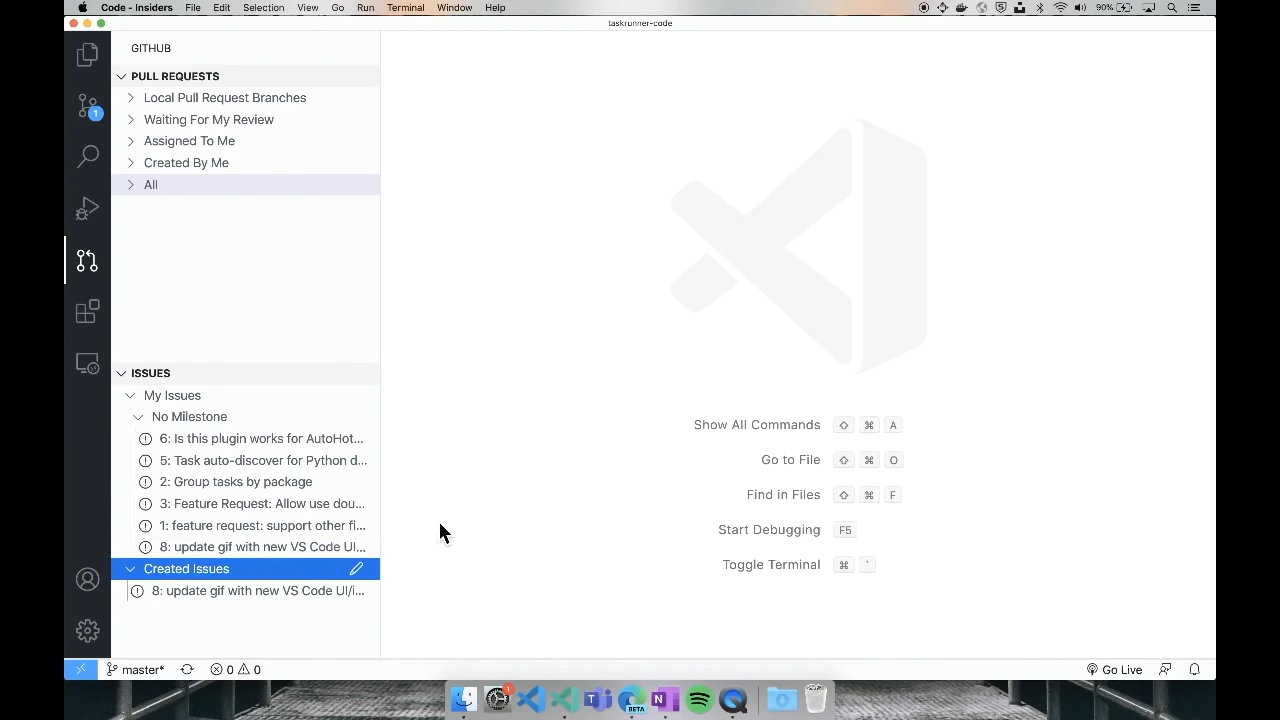 Code - Insiders File Edit Selection View Go Run Terminal Window Help
90%
taskrunner-code
GITHUB
PULL REQUESTS
Local Pull Request Branches
Waiting For My Review
Assigned To Me
Created By Me
All
1
ISSUES
My Issues
No Milestone
6: Is this plugin works for AutoHot...
5: Task auto-discover for Python d...
2: Group tasks by package
3: Feature Request: Allow use dou...
1: feature request: support other fi...
8: update gif with new VS Code UI...
Created Issues
8: update gif with new VS Code UI/i...
Show All Commands ⇧ ⌘ A
Go to File ⇧ ⌘ O
Find in Files ⇧ ⌘ F
Start Debugging F5
Toggle Terminal ⌘ `
master* 0 0
Go Live
1
BETA
N